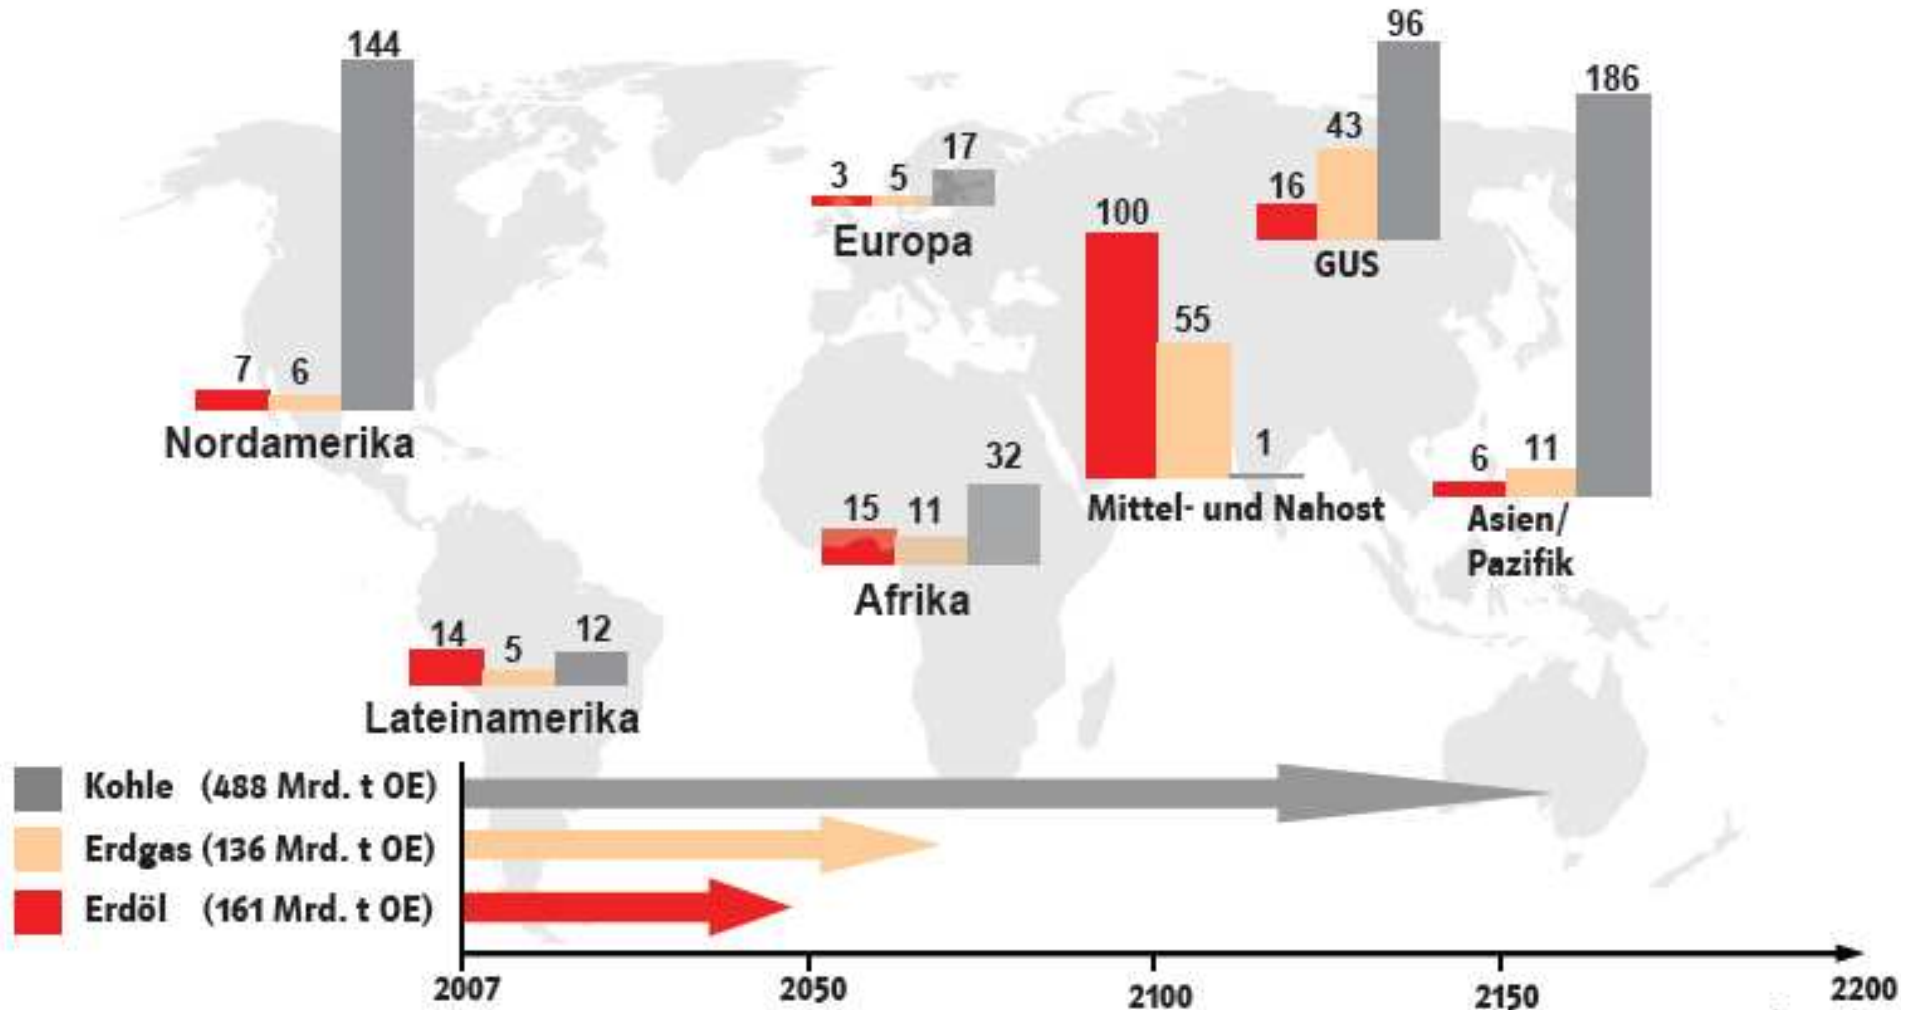 144
7 6
Nordamerika
14 5 12
Lateinamerika
3 5 17
Europa
15 11 32
Afrika
100
55
1
Mittel- und Nahost
96
43
16
GUS
186
6 11
Asien/
Pazifik
Kohle (488 Mrd. t OE)
Erdgas (136 Mrd. t OE)
Erdöl (161 Mrd. t OE)
2007 2050 2100 2150 2200